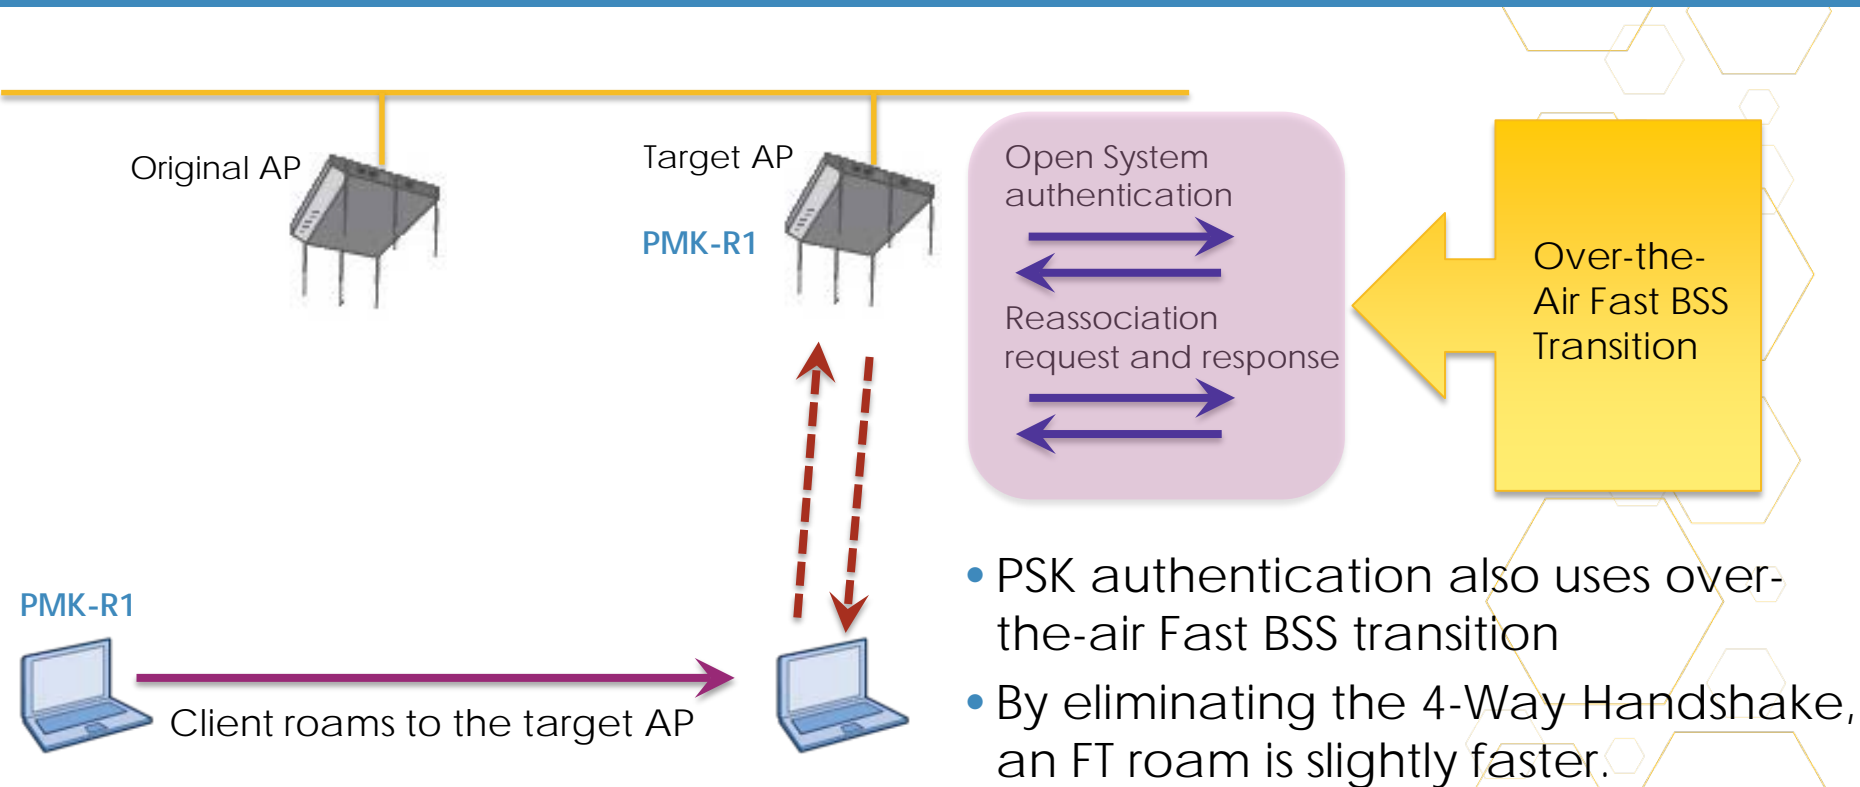 Original AP
Target AP
PMK-R1
Open System
authentication
Reassociation
request and response
Over-the-
Air Fast BSS
Transition
PMK-R1
Client roams to the target AP
• PSK authentication also uses over-
the-air Fast BSS transition
• By eliminating the 4-Way Handshake,
an FT roam is slightly faster.